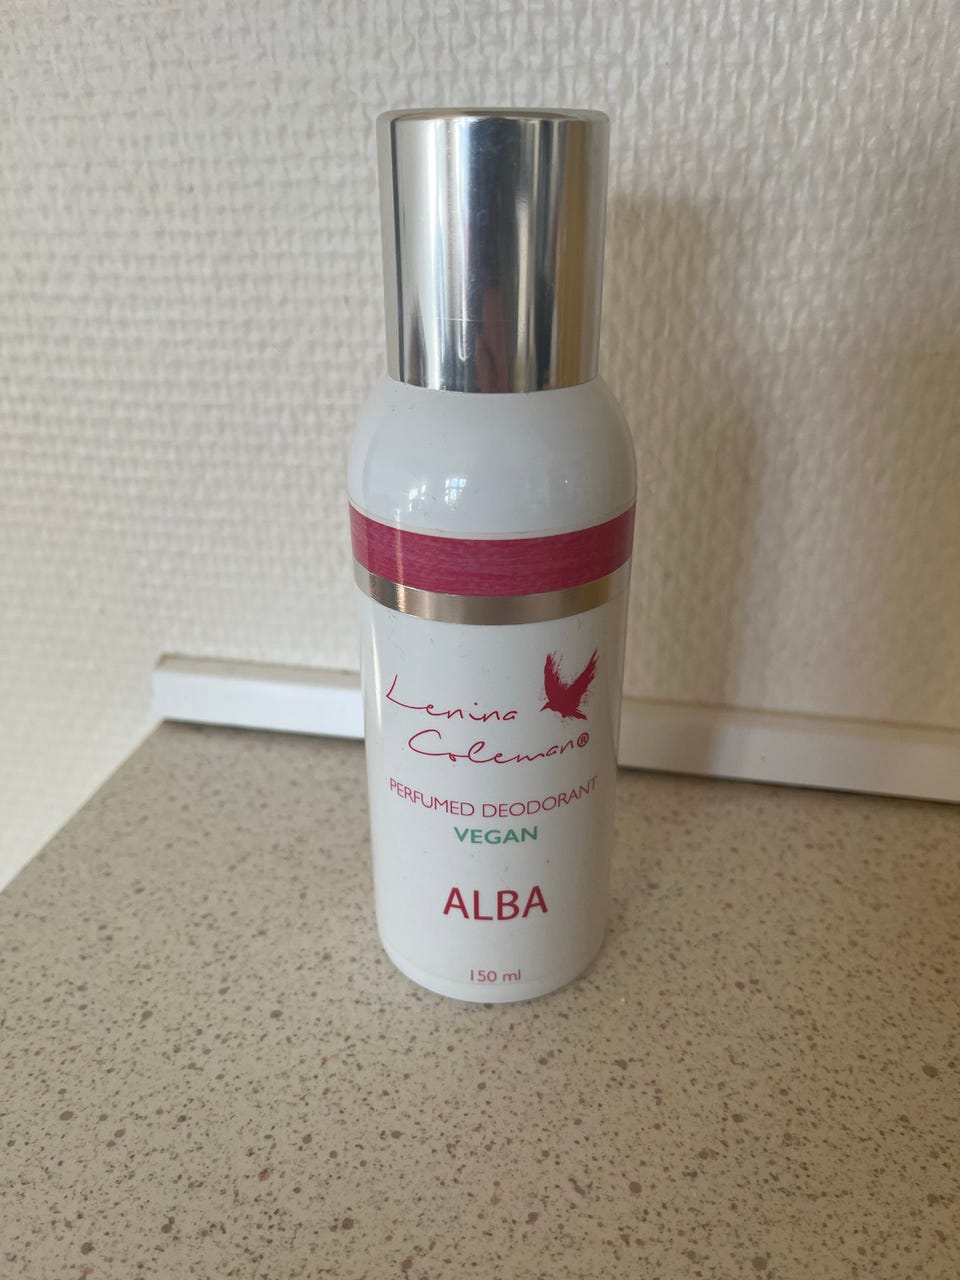 Lenina
Coleman®
PERFUMED DEODORANT
VEGAN
ALBA
150 ml